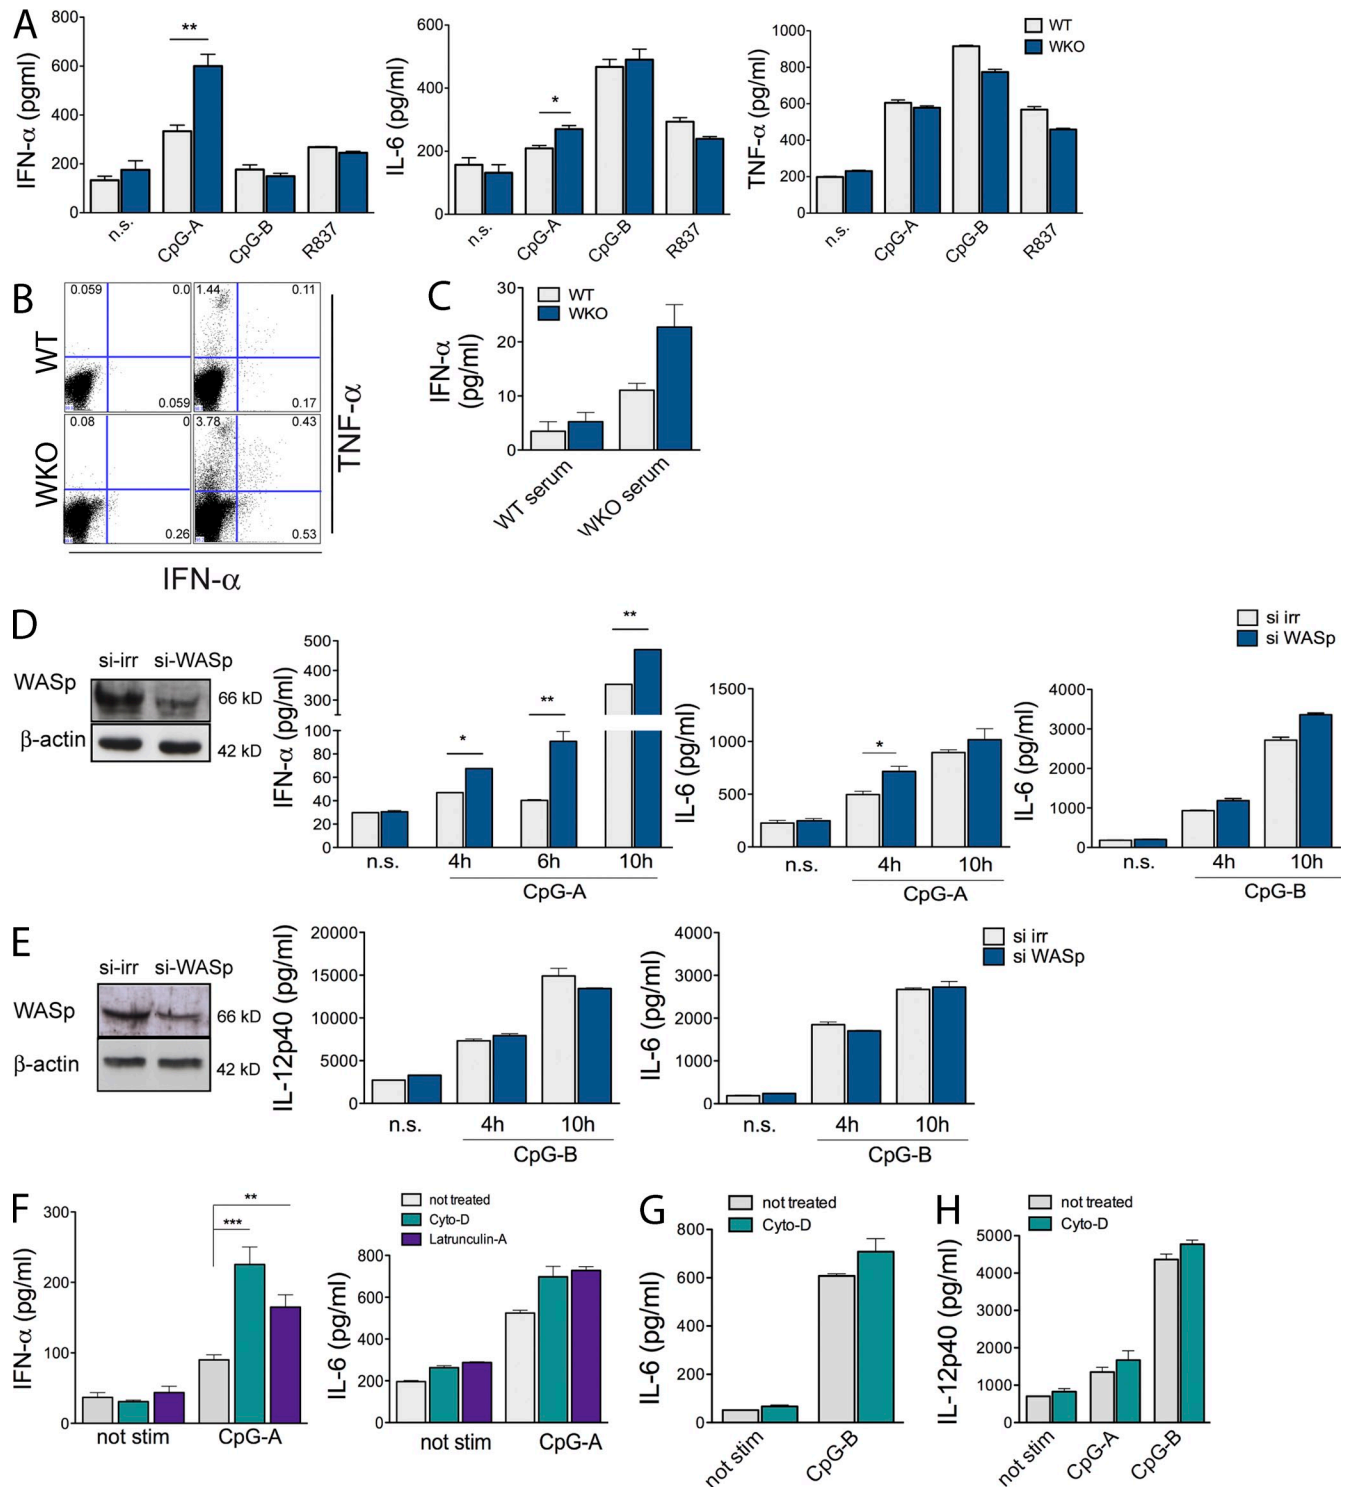 A
IFN-α (pgml)
800
600
400
200
0
**
n.s.
CpG-A
CpG-B
R837
IL-6 (pg/ml)
600
400
200
0
*
n.s.
CpG-A
CpG-B
R837
TNF-α (pg/ml)
1000
800
600
400
200
0
n.s.
CpG-A
CpG-B
R837
WT
WKO
B
WT
WKO
0.059
0.0
0.059
1.44
0.11
0.17
0.08
0
0.26
3.78
0.43
0.53
TNF-α
IFN-α
C
IFN-α
(pg/ml)
30
20
10
0
WT
WKO
WT serum
WKO serum
D
si-irr si-WASp
WASp
66 kD
β-actin
42 kD
IFN-α (pg/ml)
500
400
300
100
80
60
40
20
0
*
**
**
n.s. 4h 6h 10h
CpG-A
IL-6 (pg/ml)
1500
1000
500
0
*
n.s. 4h 10h
CpG-A
IL-6 (pg/ml)
4000
3000
2000
1000
0
n.s. 4h 10h
CpG-B
si irr
si WASp
E
si-irr si-WASp
WASp
66 kD
β-actin
42 kD
IL-12p40 (pg/ml)
20000
15000
10000
5000
0
n.s. 4h 10h
CpG-B
IL-6 (pg/ml)
4000
3000
2000
1000
0
n.s. 4h 10h
CpG-B
si irr
si WASp
F
IFN-α (pg/ml)
300
200
100
0
**
***
not stim CpG-A
not treated
Cyto-D
Latrunculin-A
IL-6 (pg/ml)
800
600
400
200
0
not stim CpG-A
G
not treated
Cyto-D
IL-6 (pg/ml)
800
600
400
200
0
not stim
CpG-B
H
not treated
Cyto-D
IL-12p40 (pg/ml)
5000
4000
3000
2000
1000
0
not stim
CpG-A
CpG-B